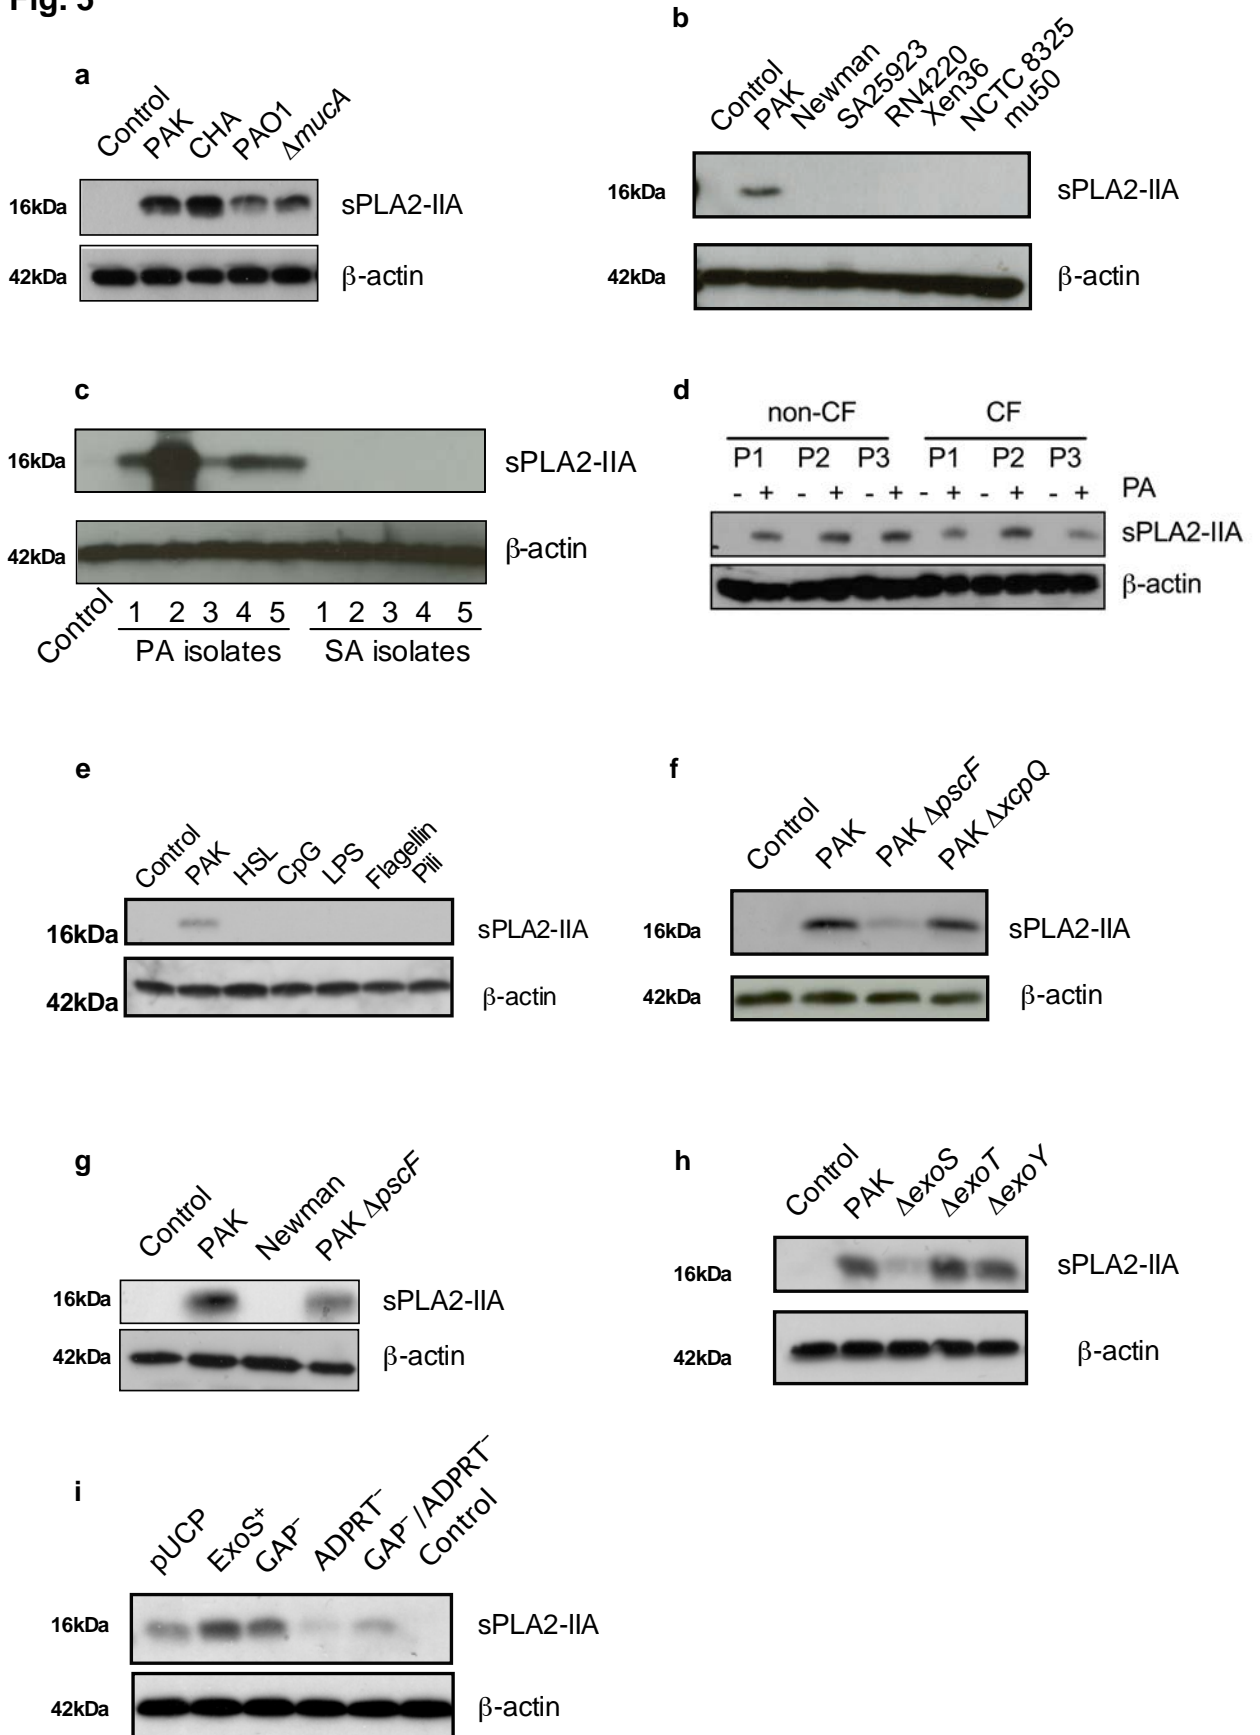 Fig. 5
a
Control PAK CHA PAO1 ΔmucA
16kDa sPLA2-IIA
42kDa β-actin
b
Control PAK Newman SA25923 RN4220 Xen36 NCTC 8325 mu50
16kDa sPLA2-IIA
42kDa β-actin
c
16kDa sPLA2-IIA
42kDa β-actin
Control 1 2 3 4 5 1 2 3 4 5
PA isolates SA isolates
d
non-CF CF
P1 P2 P3 P1 P2 P3
- + - + - + - + - + - + PA
sPLA2-IIA
β-actin
e
Control PAK HSL CpG LPS Flagellin Pili
16kDa sPLA2-IIA
42kDa β-actin
f
Control PAK PAK ΔpscF PAK ΔxcpQ
16kDa sPLA2-IIA
42kDa β-actin
g
Control PAK Newman PAK ΔpscF
16kDa sPLA2-IIA
42kDa β-actin
h
Control PAK ΔexoS ΔexoT ΔexoY
16kDa sPLA2-IIA
42kDa β-actin
i
pUCP ExoS⁺ GAP⁻ ADPRT⁻ GAP⁻/ADPRT⁻ Control
16kDa sPLA2-IIA
42kDa β-actin